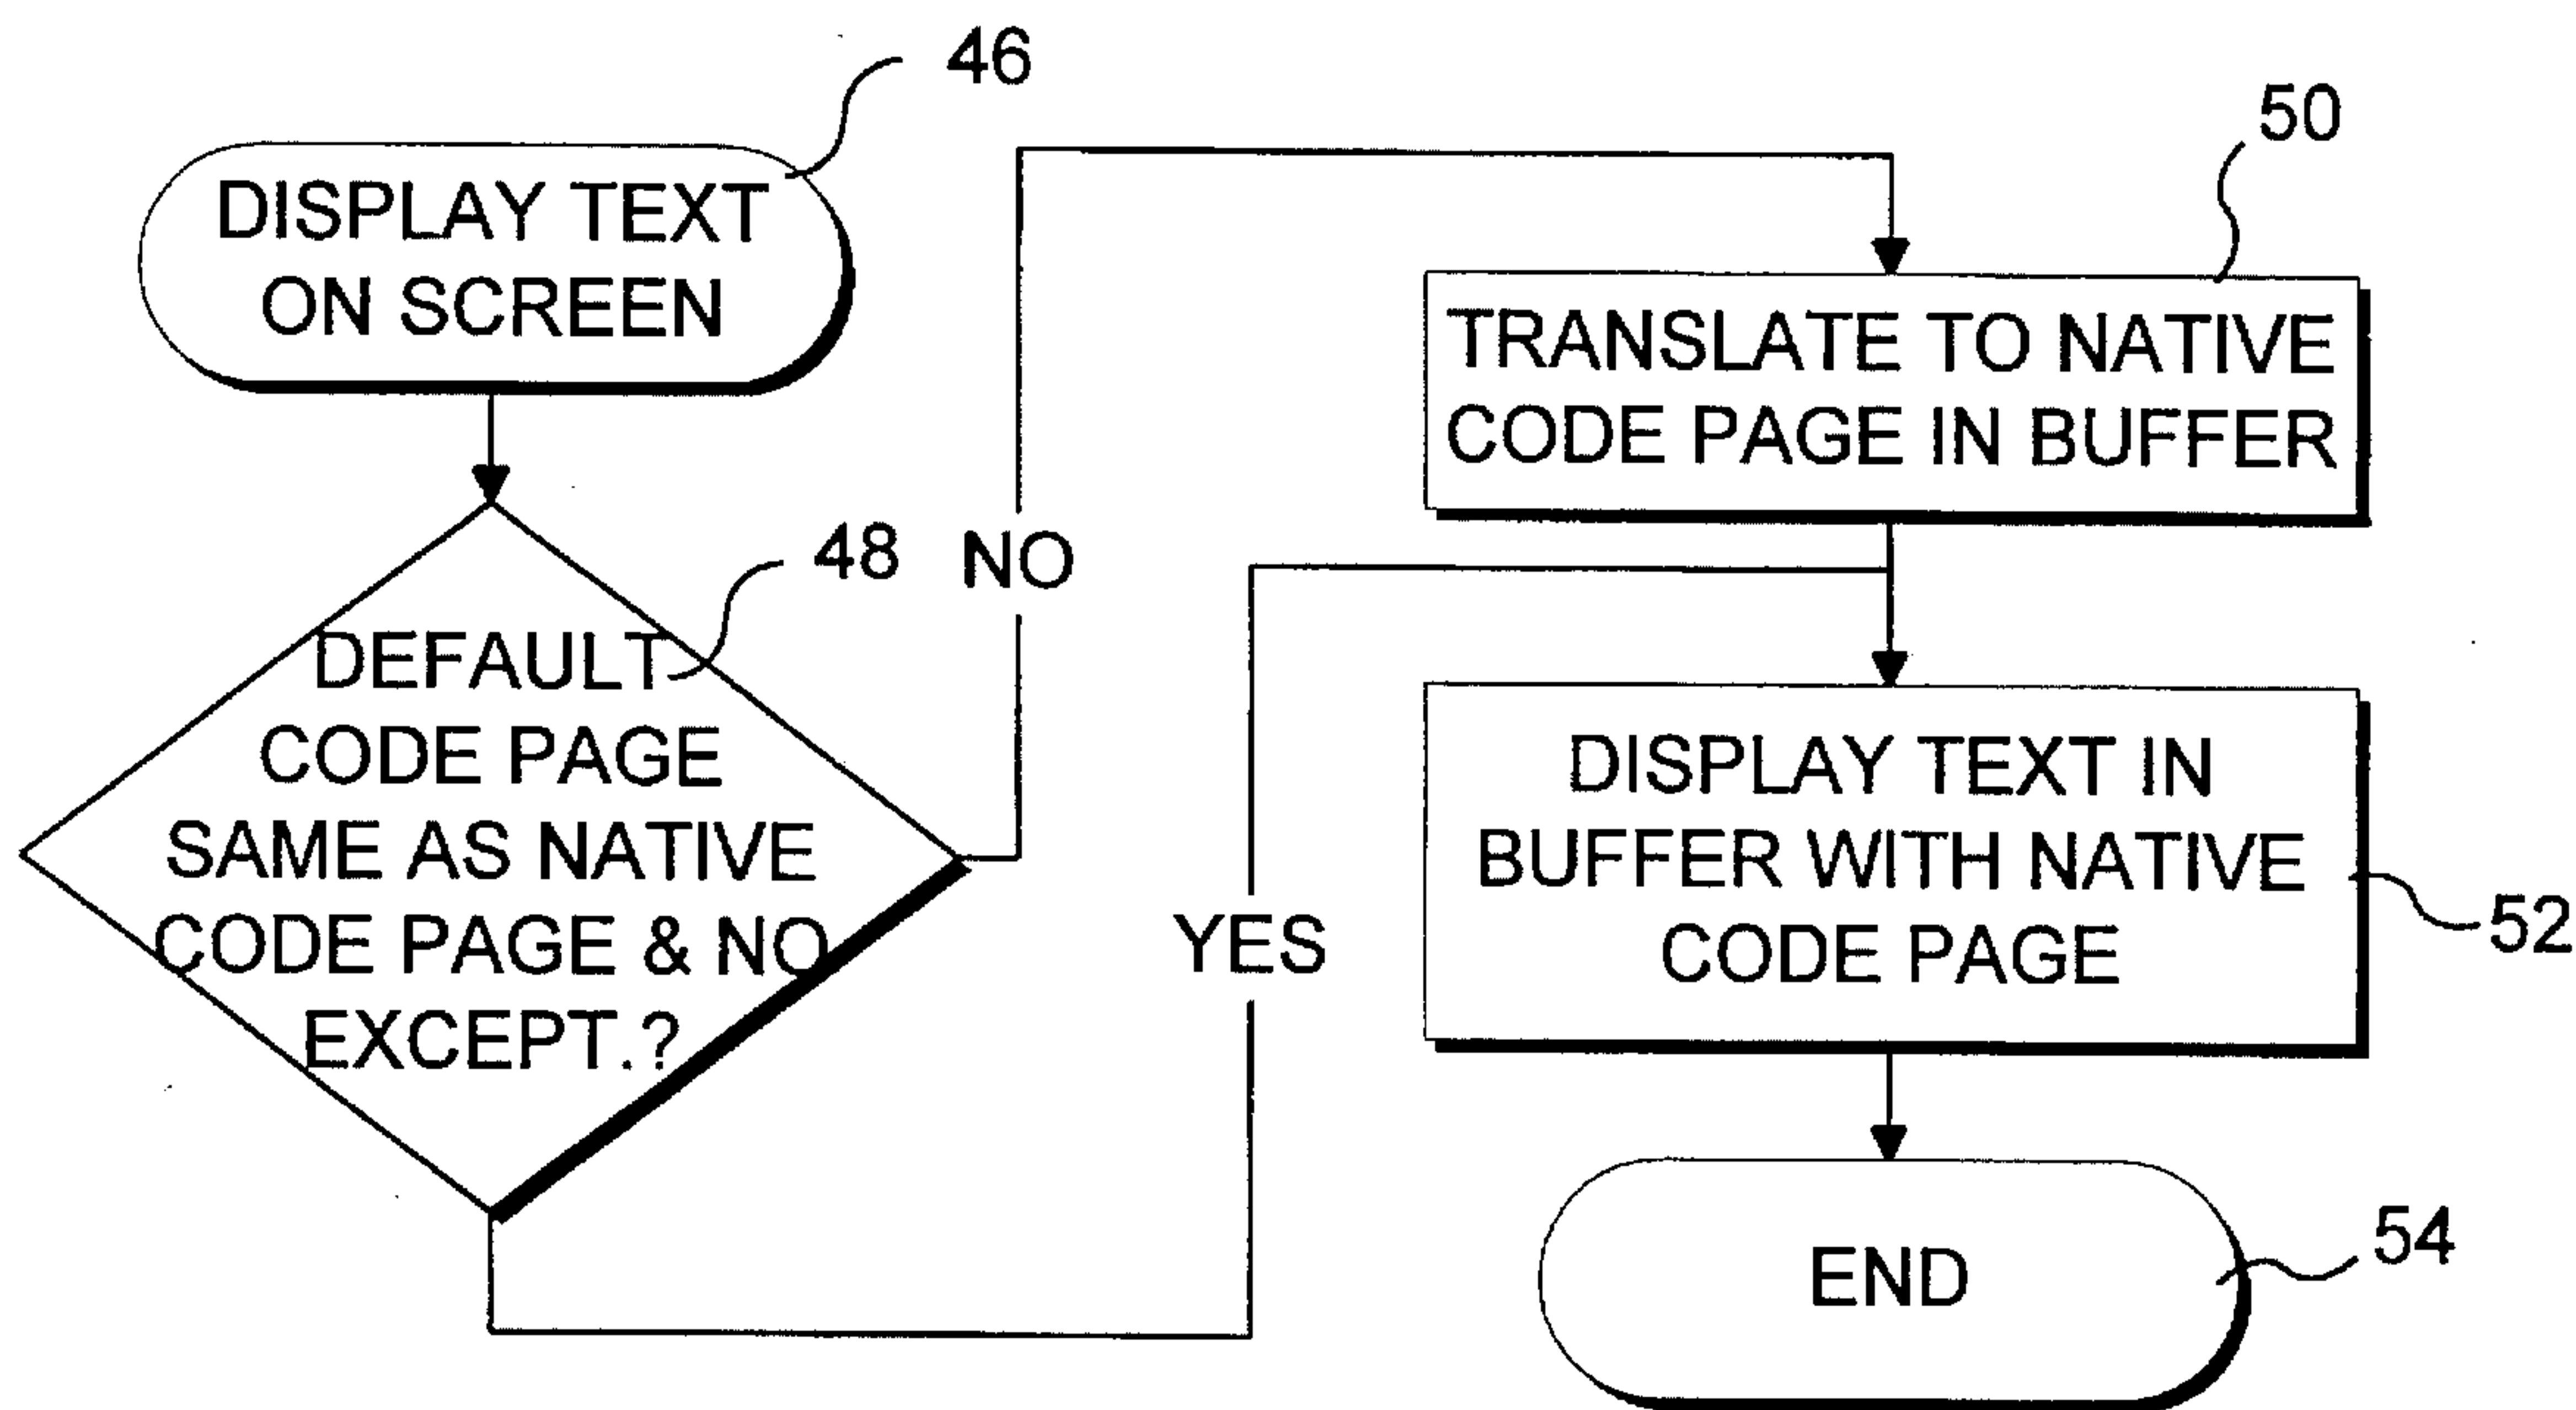 46
DISPLAY TEXT
ON SCREEN
48
DEFAULT
CODE PAGE
SAME AS NATIVE
CODE PAGE & NO
EXCEPT.?
NO
YES
50
TRANSLATE TO NATIVE
CODE PAGE IN BUFFER
DISPLAY TEXT IN
BUFFER WITH NATIVE
CODE PAGE
52
END
54